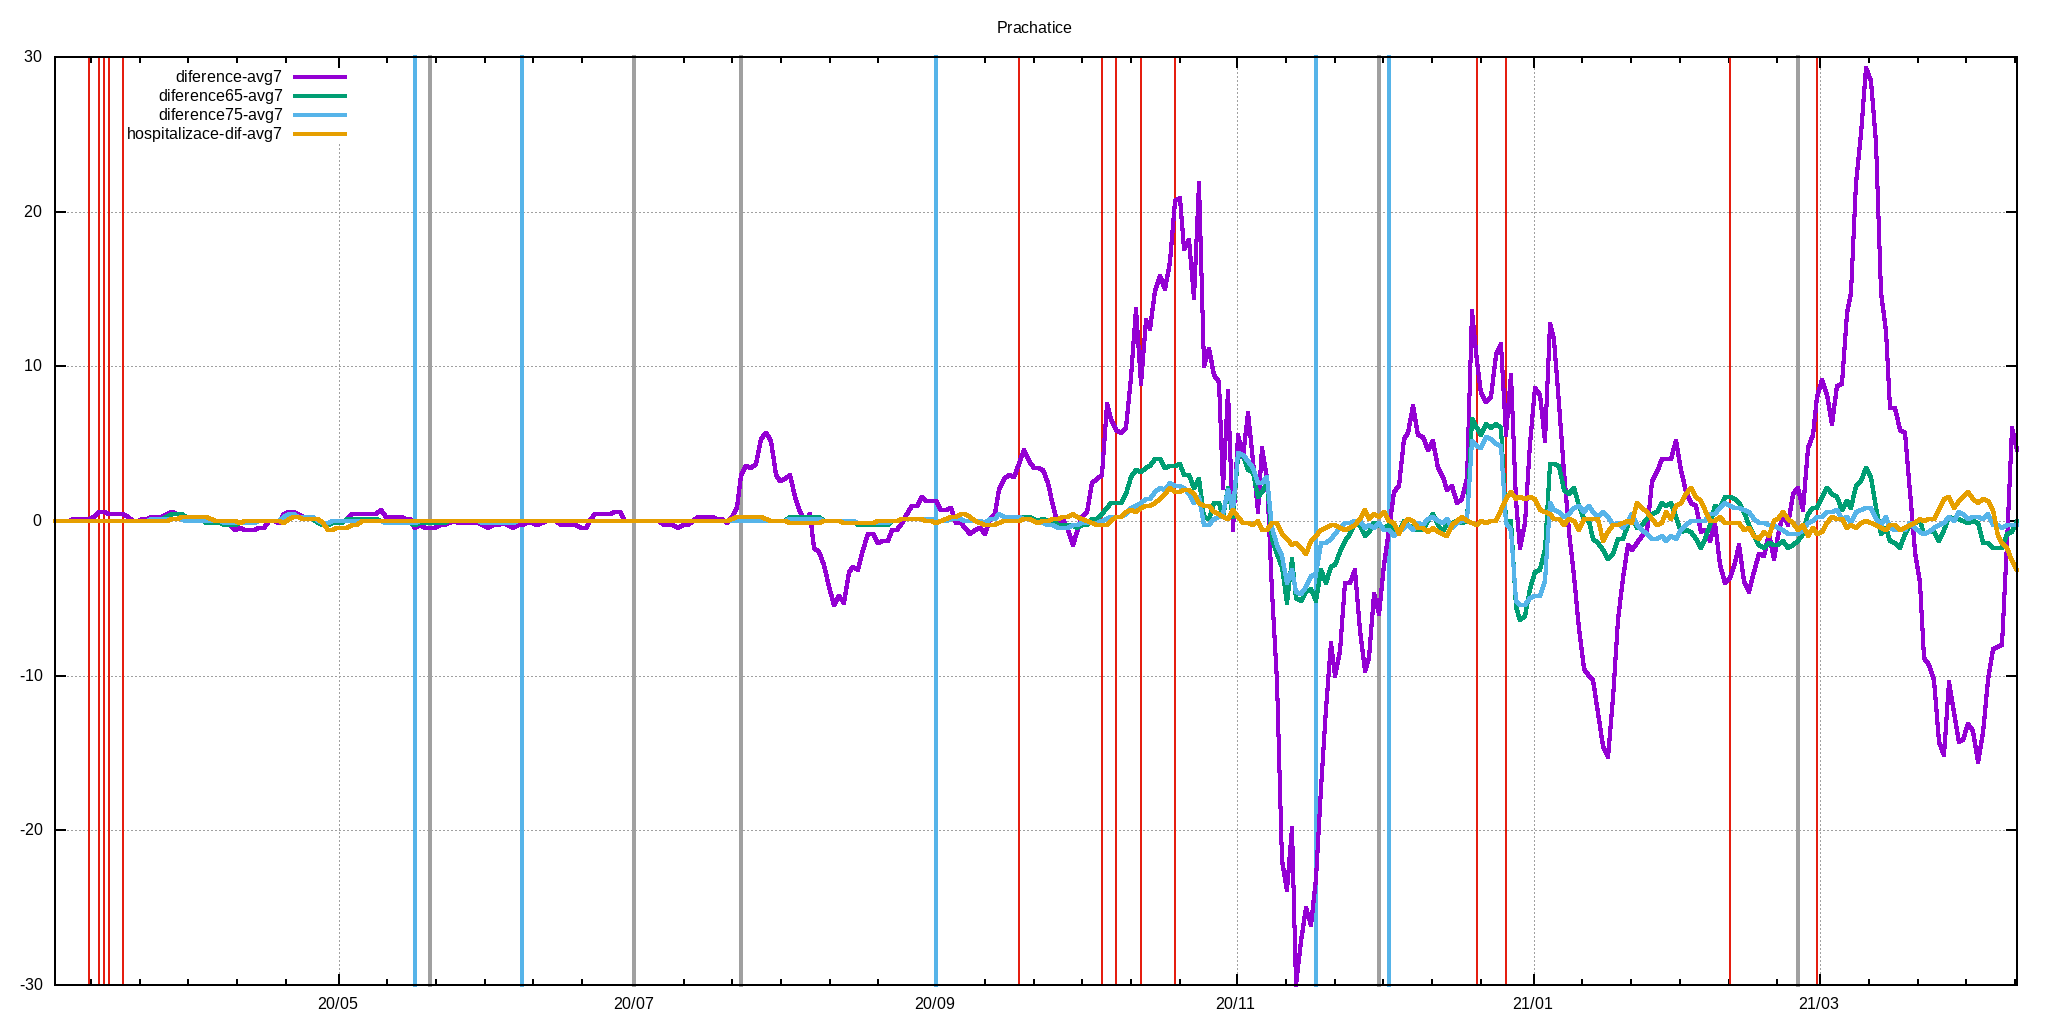 Prachatice
diference-avg7
diference65-avg7
diference75-avg7
hospitalizace-dif-avg7
30
20
10
0
-10
-20
-30
20/05
20/07
20/09
20/11
21/01
21/03